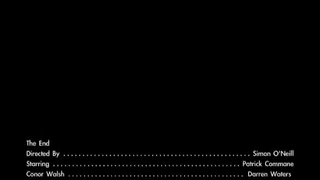 The End
Directed By ................................................ Simon O'Neill
Starring ................................................ Patrick Commane
Conor Walsh ............................................ Darren Waters